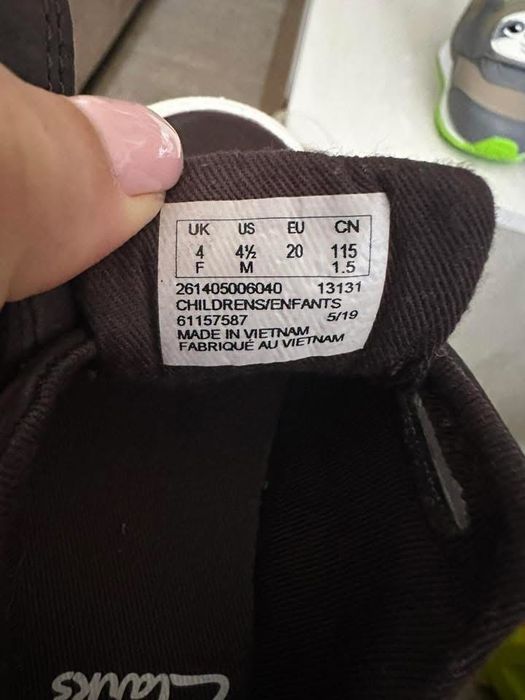 UK US EU CN
4 4½ 20 115
F M 1.5
261405006040 13131
CHILDRENS/ENFANTS
61157587 5/19
MADE IN VIETNAM
FABRIQUÉ AU VIETNAM
Clarks